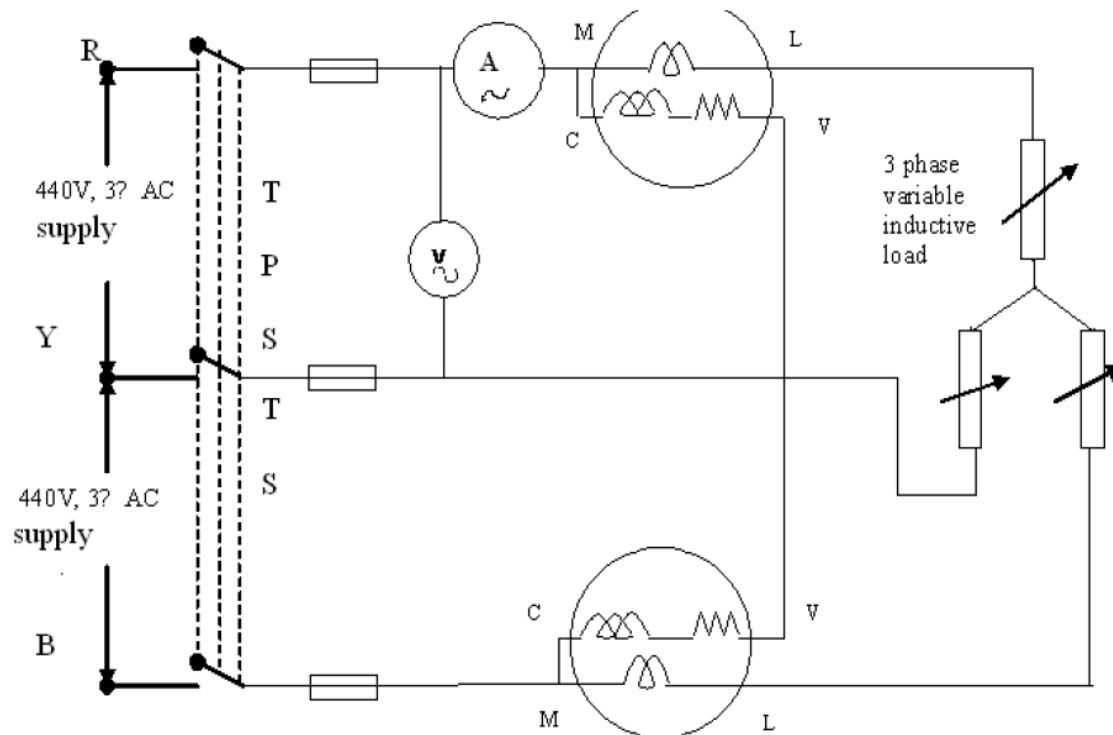 M
L
R
A
C
V
T
P
S
T
S
440V, 3? AC
supply
V
3 phase
variable
inductive
load
Y
440V, 3? AC
supply
C
V
B
M
L